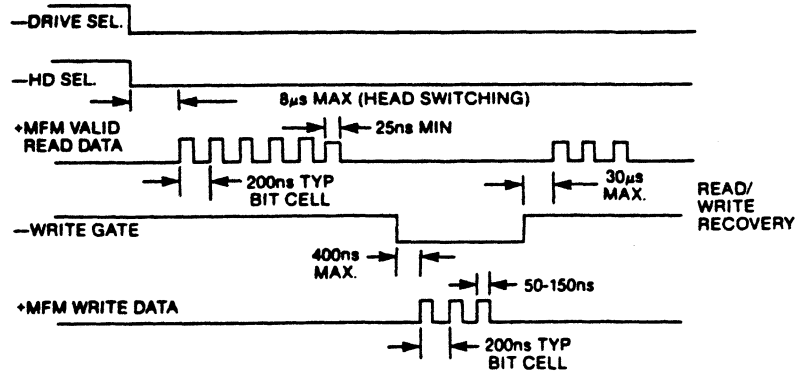 —DRIVE SEL.
—HD SEL.
8µs MAX (HEAD SWITCHING)
+MFM VALID
READ DATA
25ns MIN
200ns TYP
BIT CELL
30µs
MAX.
READ/
WRITE
RECOVERY
—WRITE GATE
400ns
MAX.
50-150ns
+MFM WRITE DATA
200ns TYP
BIT CELL